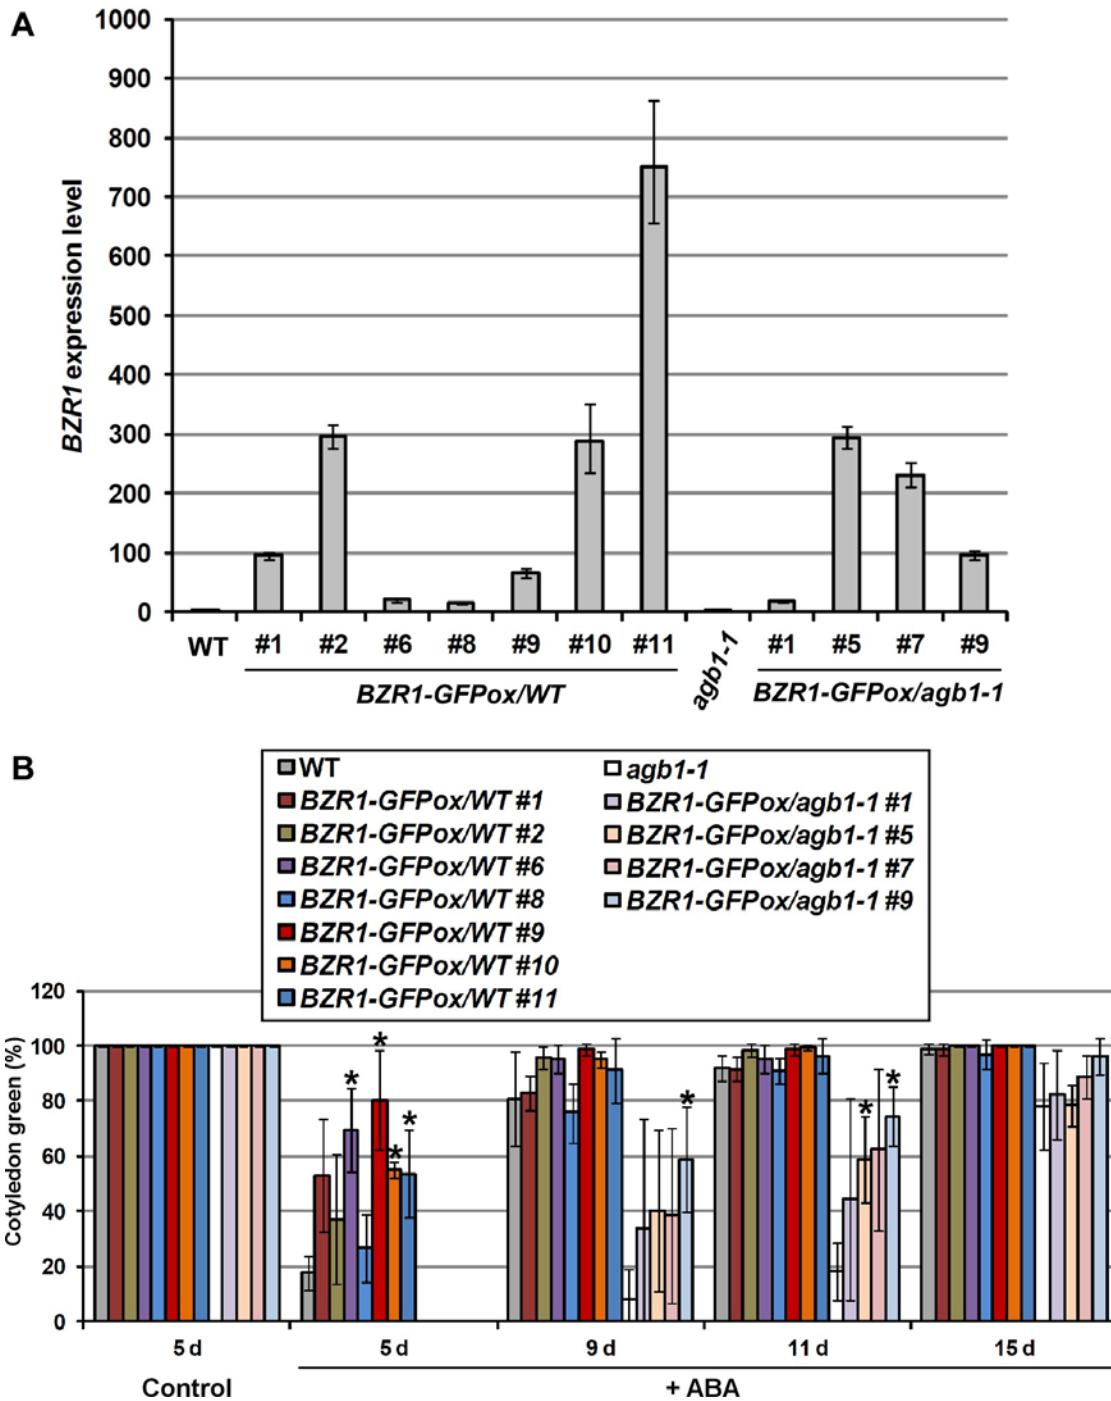 A
1000
900
800
700
600
500
400
300
200
100
0
BZR1 expression level
WT #1 #2 #6 #8 #9 #10 #11 agb1-1 #1 #5 #7 #9
BZR1-GFPox/WT BZR1-GFPox/agb1-1
B
WT agb1-1
BZR1-GFPox/WT #1 BZR1-GFPox/agb1-1 #1
BZR1-GFPox/WT #2 BZR1-GFPox/agb1-1 #5
BZR1-GFPox/WT #6 BZR1-GFPox/agb1-1 #7
BZR1-GFPox/WT #8 BZR1-GFPox/agb1-1 #9
BZR1-GFPox/WT #9
BZR1-GFPox/WT #10
BZR1-GFPox/WT #11
120
100
80
60
40
20
0
Cotyledon green (%)
* * * * * * *
5 d 5 d 9 d 11 d 15 d
Control + ABA